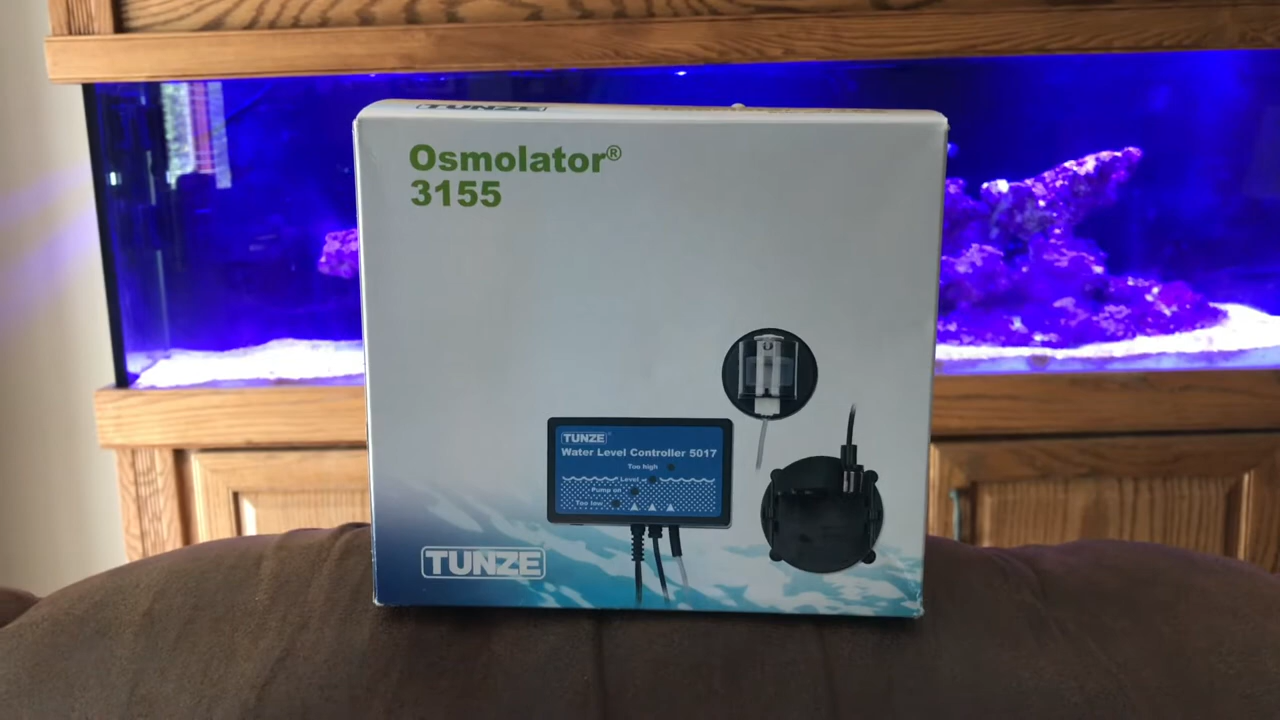 TUNZE
Osmolator®
3155
TUNZE
Water Level Controller 5017
Too high
Level
Pump on
Too low
TUNZE